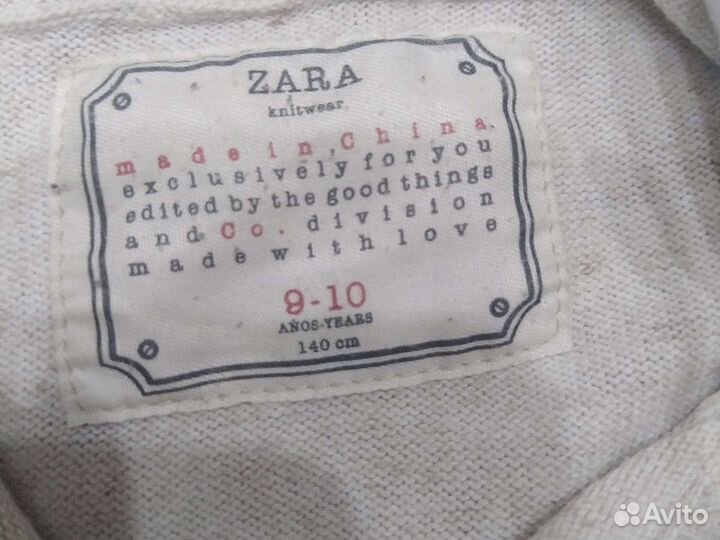 ZARA
knitwear.
made in China.
exclusively for you
edited by the good things
and Co. division
made with love
9-10
AÑOS-YEARS
140 cm
Avito